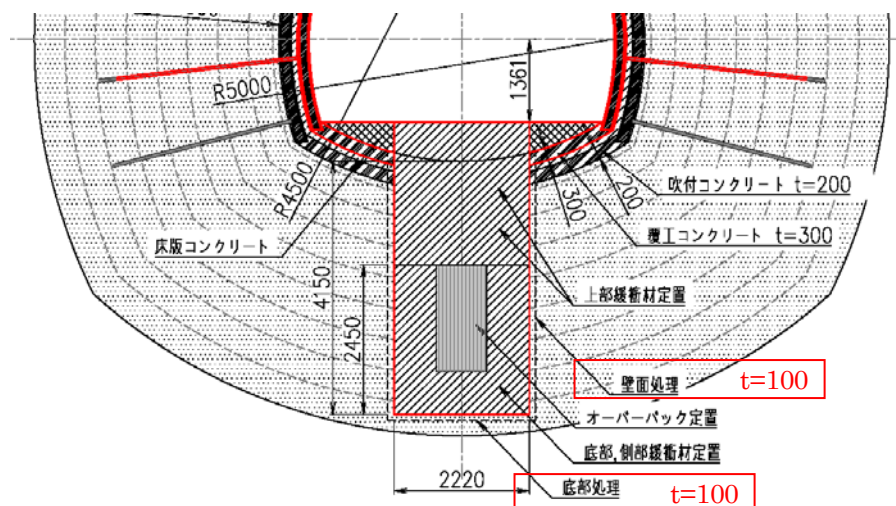 R5000
1361
R4500
300
200
吹付コンクリート t=200
覆工コンクリート t=300
床版コンクリート
上部緩衝材定置
4150
2450
壁面処理 t=100
オーバーパック定置
底部,側部緩衝材定置
2220
底部処理 t=100